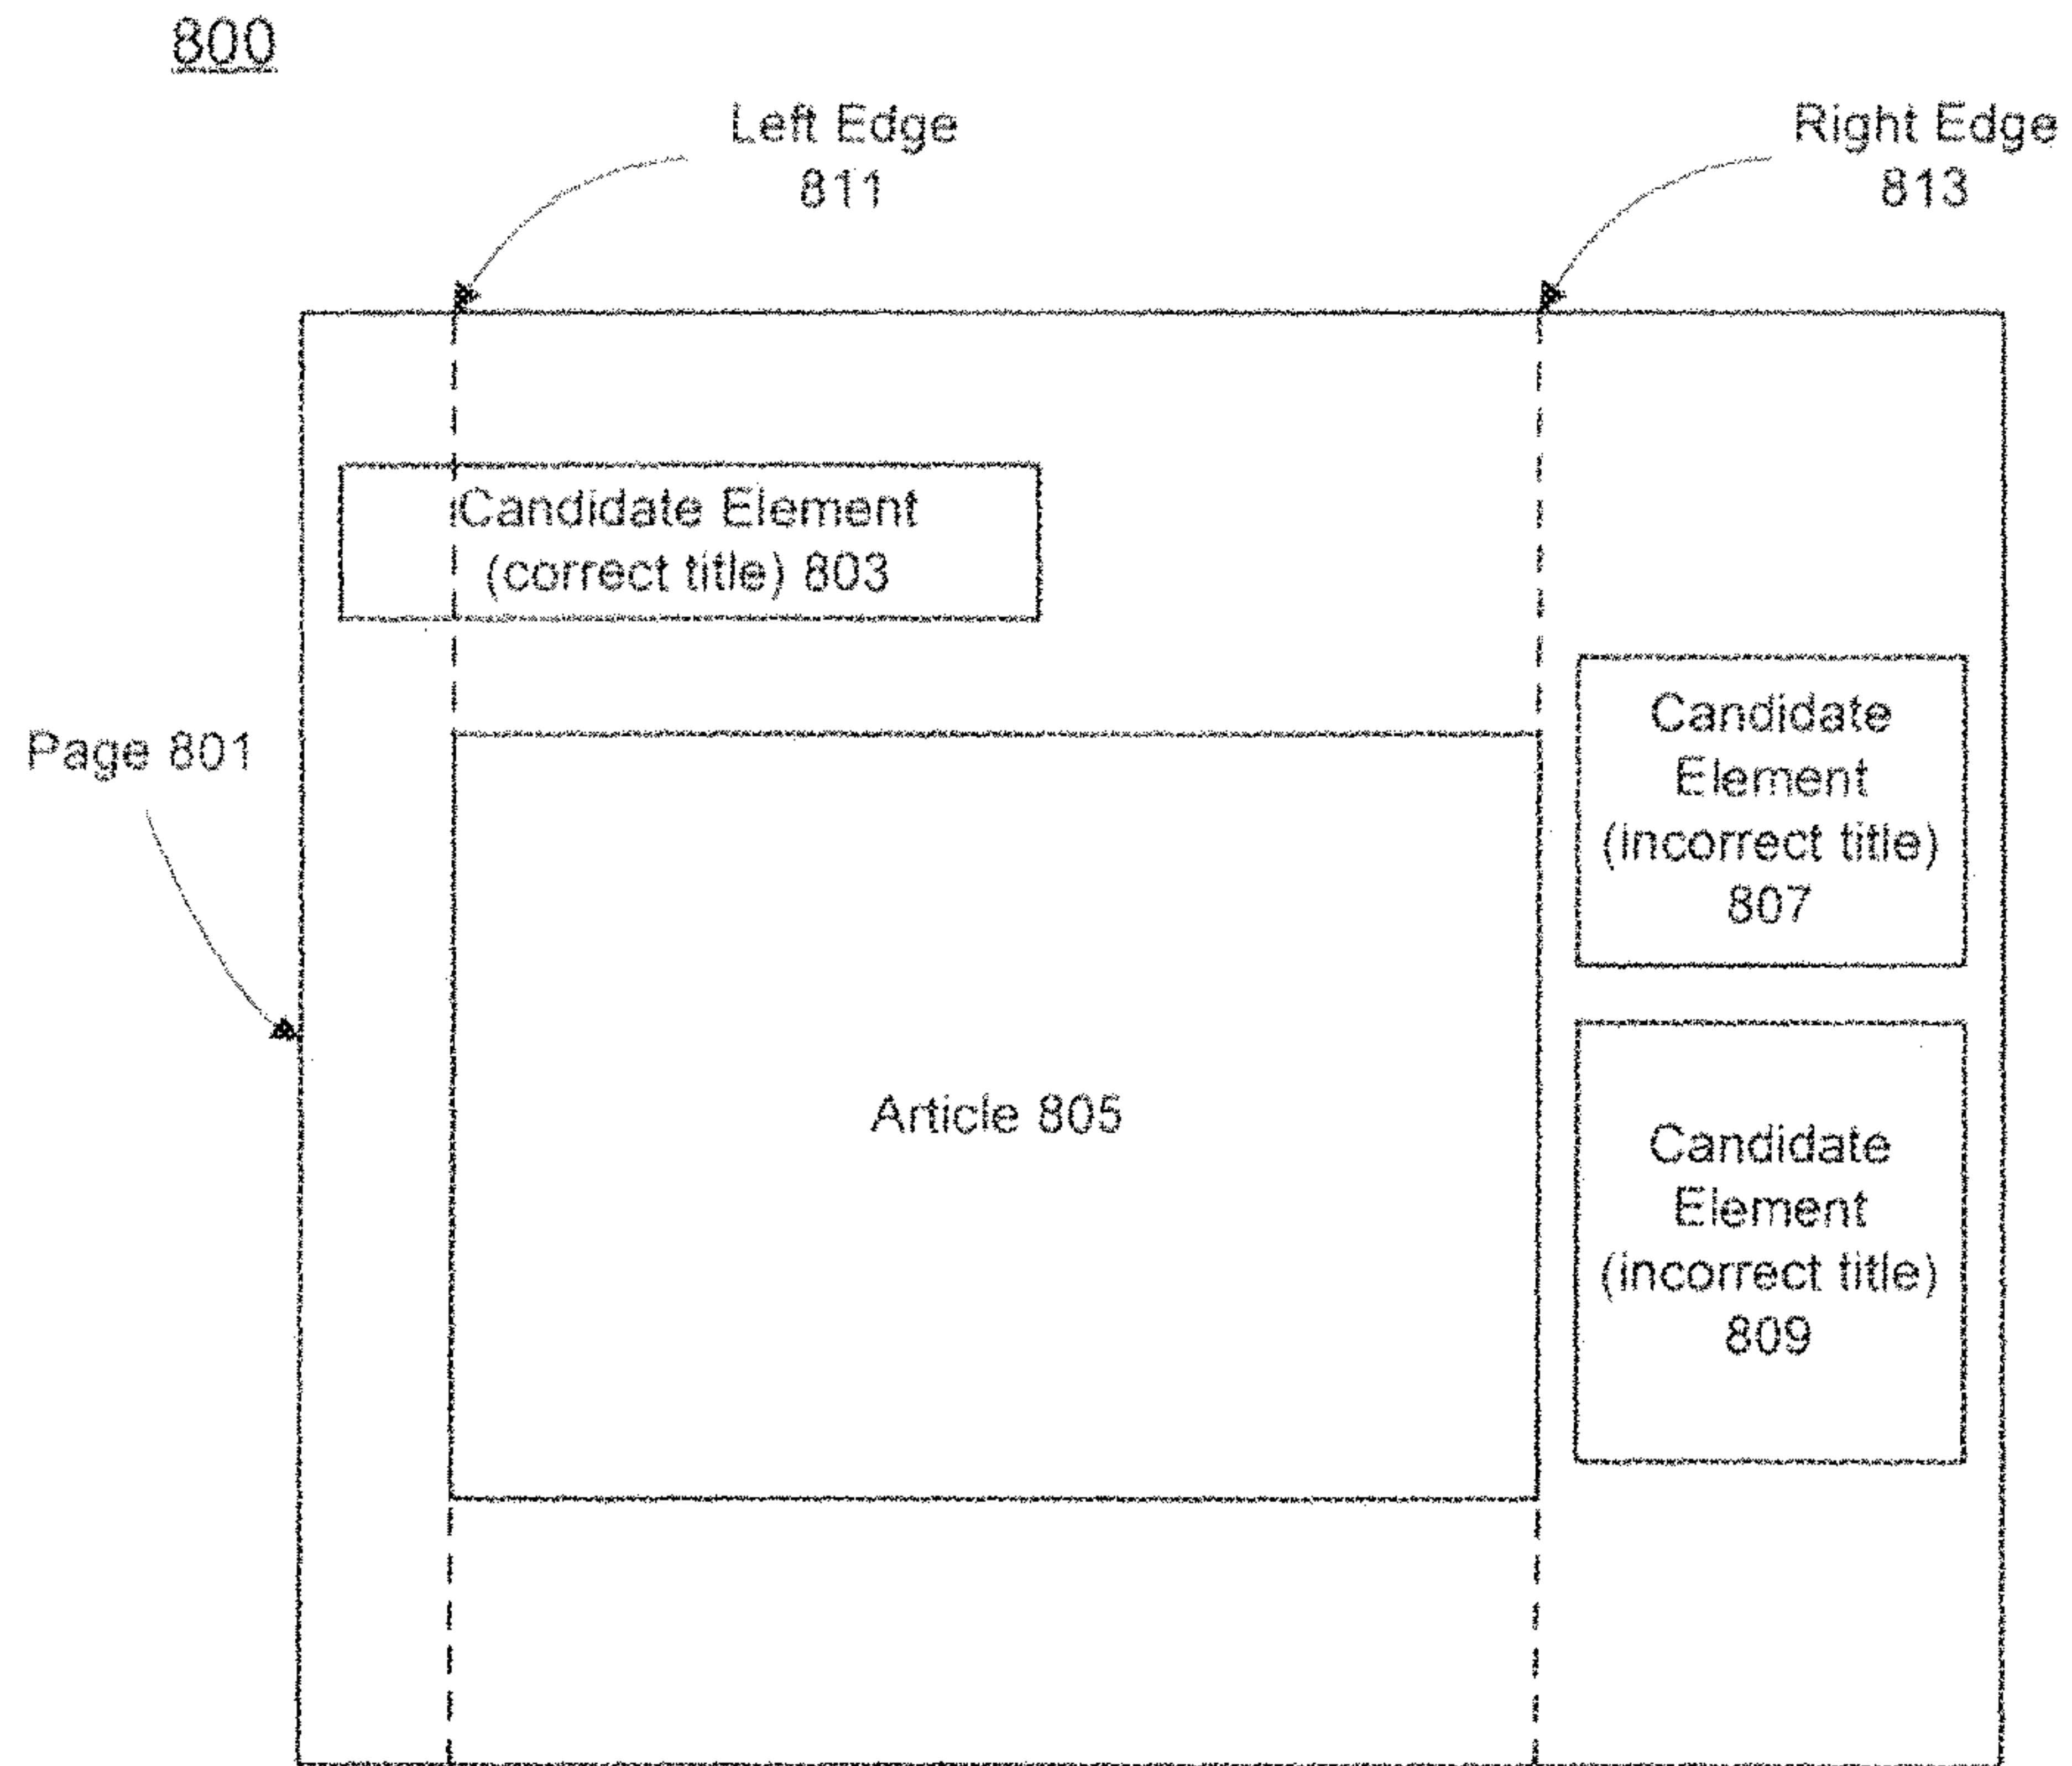 800
Left Edge
811
Right Edge
813
Candidate Element
(correct title) 803
Page 801
Candidate
Element
(incorrect title)
807
Article 805
Candidate
Element
(incorrect title)
809